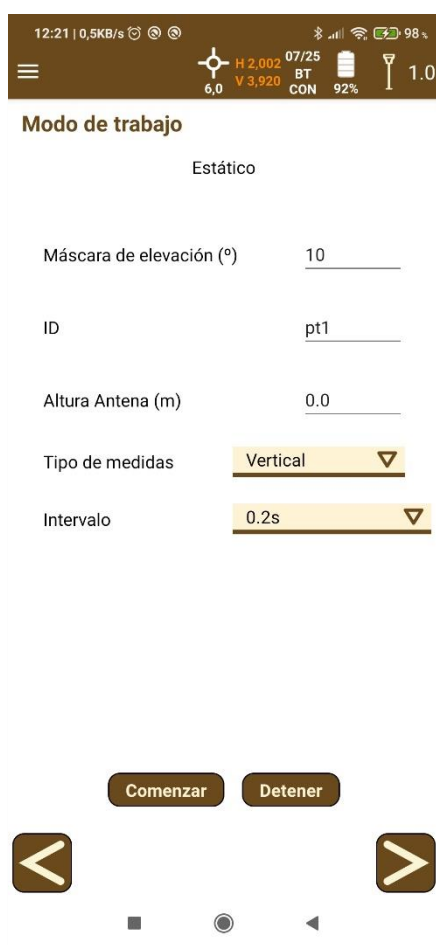 12:21 | 0,5KB/s 98 %
H 2,002 07/25
V 3,920 BT
6,0 CON 92% 1.0
Modo de trabajo
Estático
Máscara de elevación (º) 10
ID pt1
Altura Antena (m) 0.0
Tipo de medidas Vertical
Intervalo 0.2s
Comenzar Detener